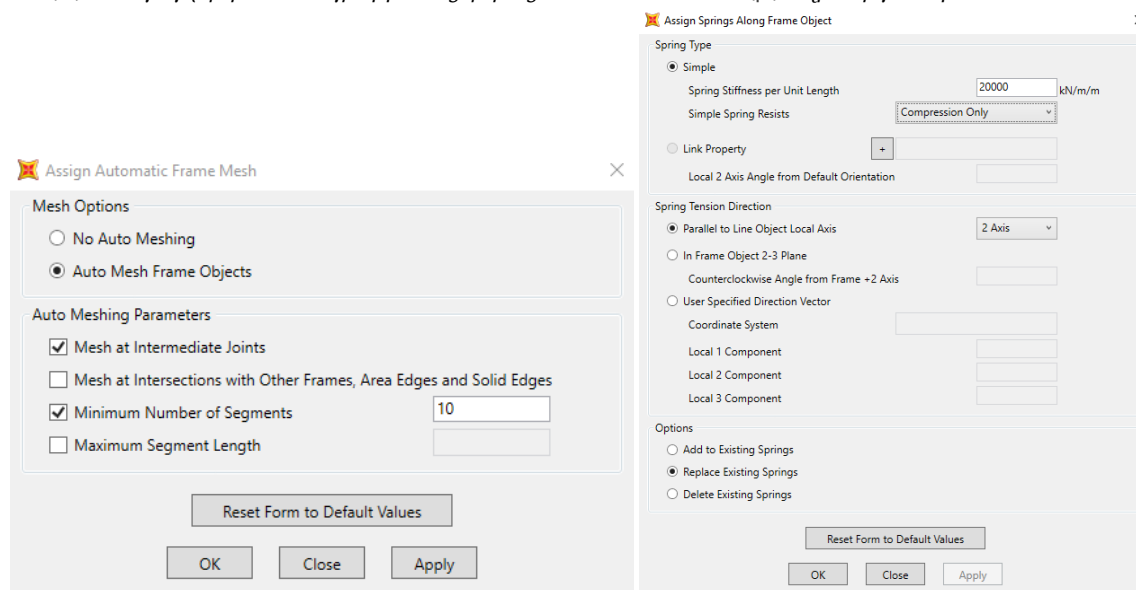 Assign Automatic Frame Mesh
Mesh Options
No Auto Meshing
Auto Mesh Frame Objects
Auto Meshing Parameters
Mesh at Intermediate Joints
Mesh at Intersections with Other Frames, Area Edges and Solid Edges
Minimum Number of Segments 10
Maximum Segment Length
Reset Form to Default Values
OK Close Apply
Assign Springs Along Frame Object
Spring Type
Simple
Spring Stiffness per Unit Length 20000 kN/m/m
Simple Spring Resists Compression Only
Link Property +
Local 2 Axis Angle from Default Orientation
Spring Tension Direction
Parallel to Line Object Local Axis 2 Axis
In Frame Object 2-3 Plane
Counterclockwise Angle from Frame +2 Axis
User Specified Direction Vector
Coordinate System
Local 1 Component
Local 2 Component
Local 3 Component
Options
Add to Existing Springs
Replace Existing Springs
Delete Existing Springs
Reset Form to Default Values
OK Close Apply